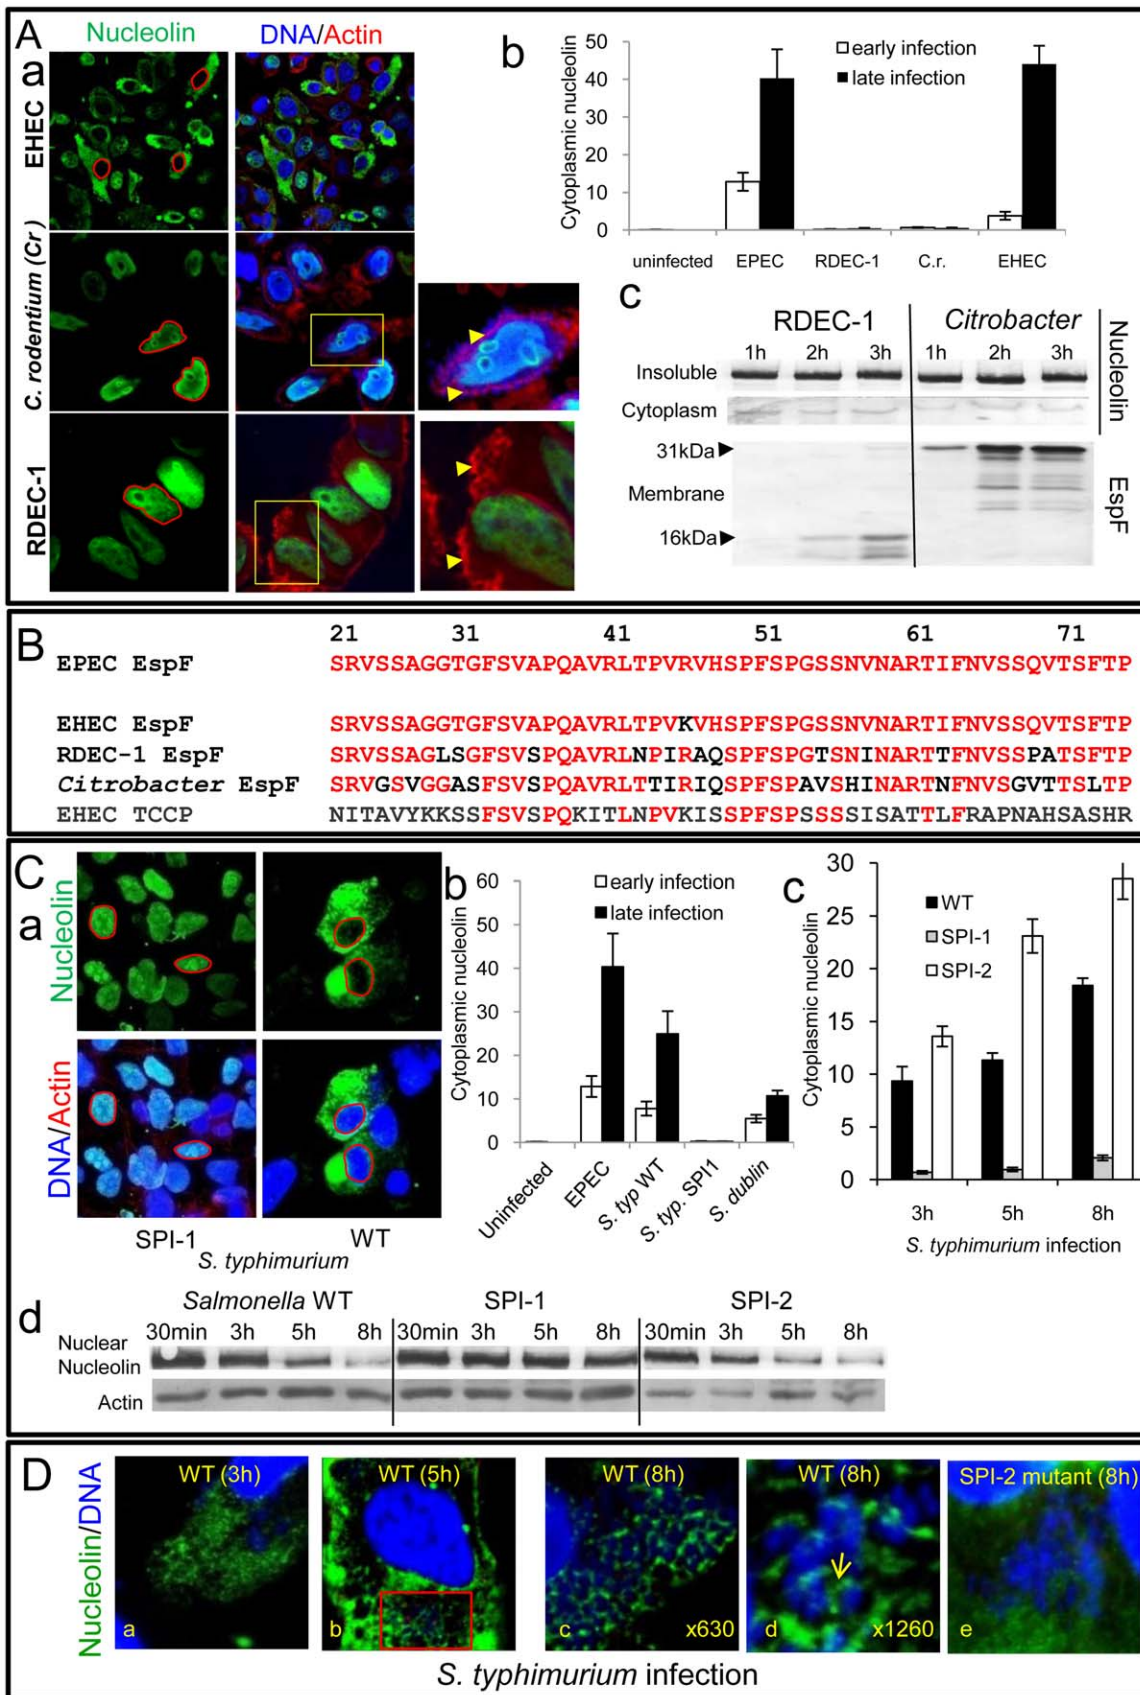 A
Nucleolin
DNA/Actin
a
EHEC
C. rodentium (Cr)
RDEC-1
b
Cytoplasmic nucleolin
50
40
30
20
10
0
early infection
late infection
uninfected EPEC RDEC-1 C.r. EHEC
c
RDEC-1 Citrobacter
1h 2h 3h 1h 2h 3h
Insoluble
Cytoplasm
31kDa
Membrane
16kDa
Nucleolin
EspF
B
21 31 41 51 61 71
EPEC EspF SRVSSAGGTGFSVAPQAVRLTPVRVHSPFSPGSSNVNARTIFNVSSQVTSFTP
EHEC EspF SRVSSAGGTGFSVAPQAVRLTPVKVHSPFSPGSSNVNARTIFNVSSQVTSFTP
RDEC-1 EspF SRVSSAGLSGFSVSPQAVRLNPIRAQSPFSPGTSNINARTTFNVSSPATSFTP
Citrobacter EspF SRVGSVGGASFSVSPQAVRLTTIRIQSPFSPAVSHINARTNFNVSGVTTSLTP
EHEC TCCP NITAVYKKSSFSVSPQKITLNPVKISSPFSPSSSSISATTLFRAPNAHSASHR
C
a
Nucleolin
DNA/Actin
SPI-1 WT
S. typhimurium
b
Cytoplasmic nucleolin
60
50
40
30
20
10
0
early infection
late infection
Uninfected
EPEC
S. typ WT
S. typ. SPI1
S. dublin
c
Cytoplasmic nucleolin
30
25
20
15
10
5
0
WT
SPI-1
SPI-2
3h 5h 8h
S. typhimurium infection
d
Salmonella WT SPI-1 SPI-2
30min 3h 5h 8h 30min 3h 5h 8h 30min 3h 5h 8h
Nuclear
Nucleolin
Actin
D
Nucleolin/DNA
WT (3h) WT (5h) WT (8h) WT (8h) SPI-2 mutant (8h)
a b c x630 d x1260 e
S. typhimurium infection